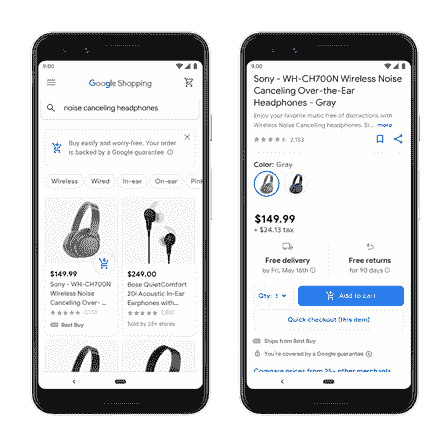 9:00
Google Shopping
noise canceling headphones
Buy easily and worry-free. Your order
is backed by a Google guarantee
Wireless
Wired
In-ear
On-ear
Pink
$149.99
Sony - WH-CH700N
Wireless Noise
Canceling Over-
2,153
Best Buy
$249.00
Bose QuietComfort
20i Acoustic In-Ear
Earphones with...
Sold by 25+ stores
9:00
Sony - WH-CH700N Wireless Noise
Canceling Over-the-Ear
Headphones - Gray
Enjoy your favorite music free of distractions with
Wireless Noise Canceling headphones. more
2,153
Color: Gray
$149.99
+ $24.13 tax
Free delivery
by Fri, May 16th
Free returns
for 90 days
Qty: 1
Add to cart
Quick checkout (this item)
Ships from Best Buy
You're covered by a Google guarantee
Compare prices from 25+ other merchants